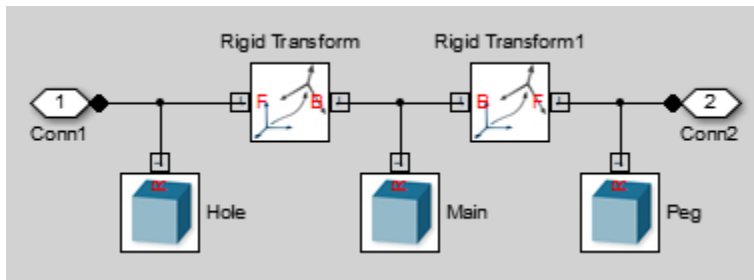 Rigid Transform
Rigid Transform1
1
F
B
B
F
2
Conn1
Conn2
R
Hole
R
Main
R
Peg